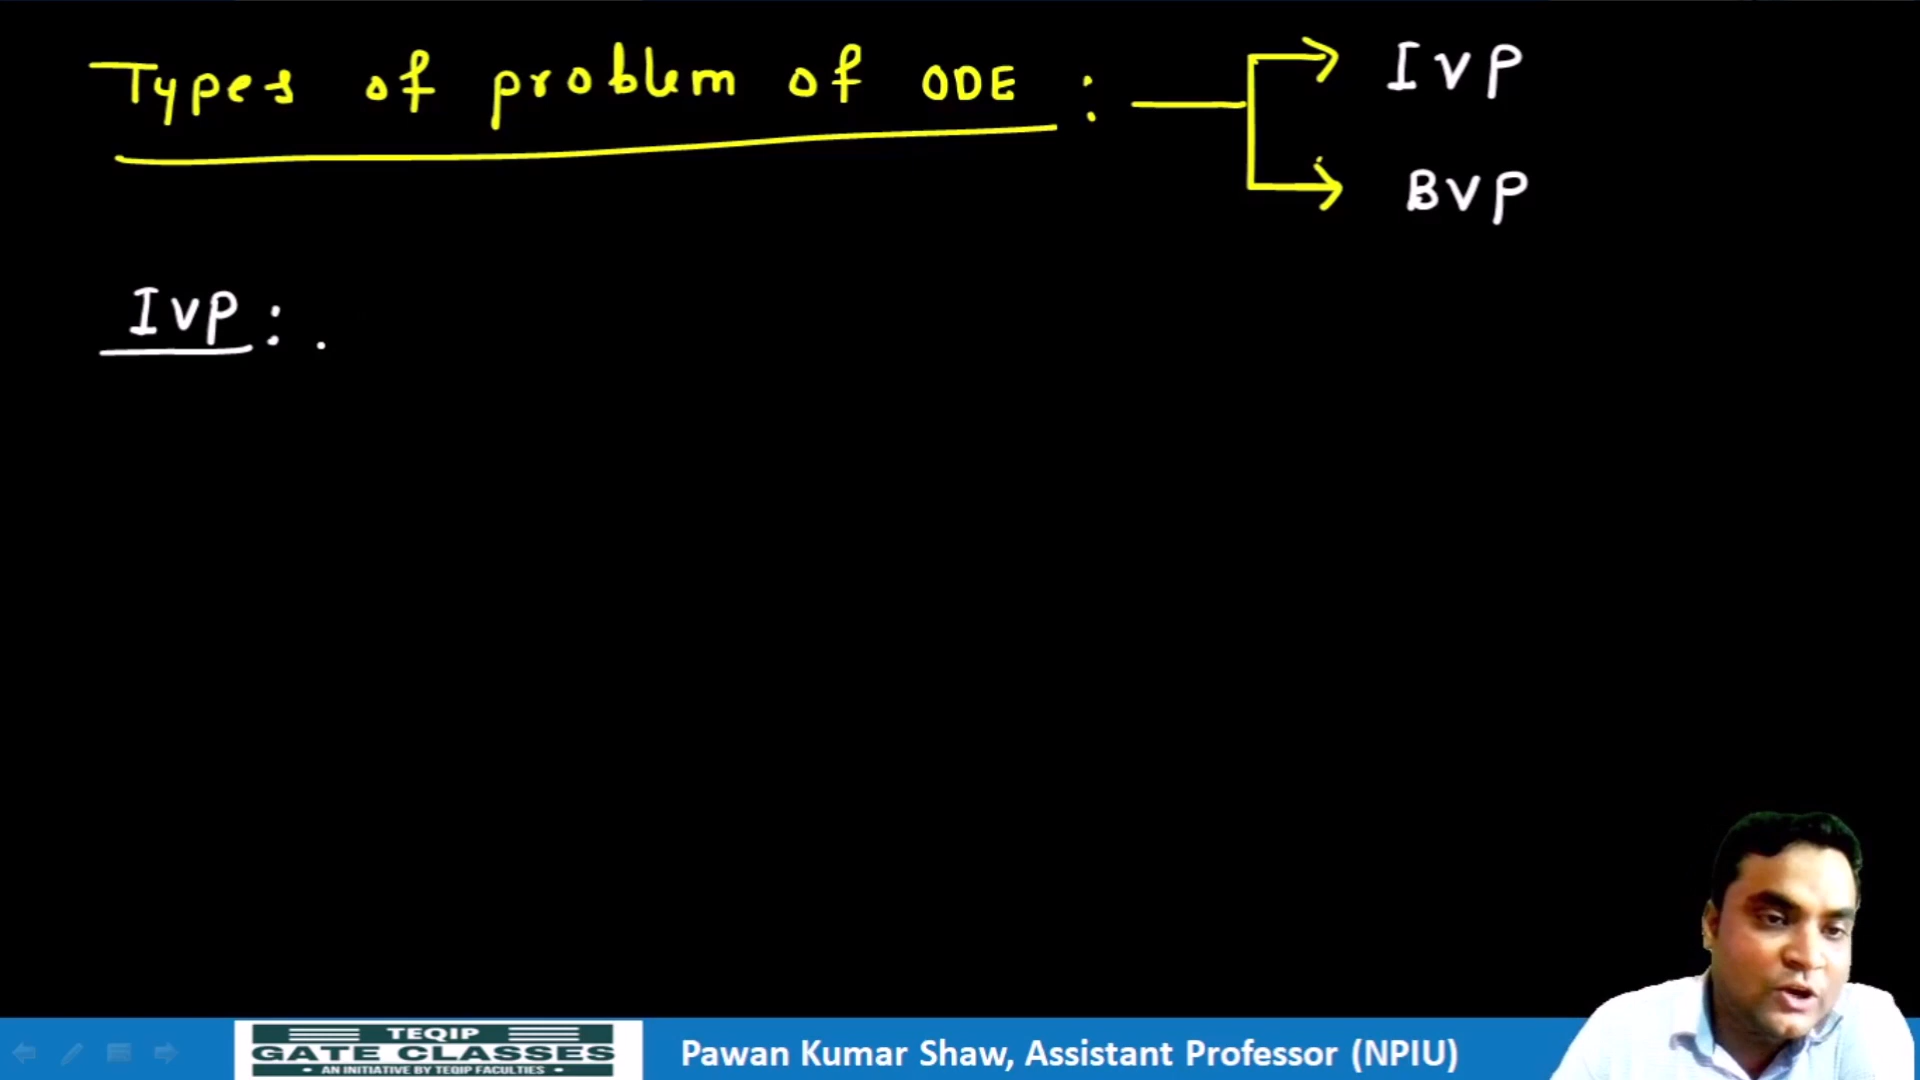 Types of problem of ODE :
IVP
BVP
IVP :
TEQIP
GATE CLASSES
• AN INITIATIVE BY TEQIP FACULTIES •
Pawan Kumar Shaw, Assistant Professor (NPIU)